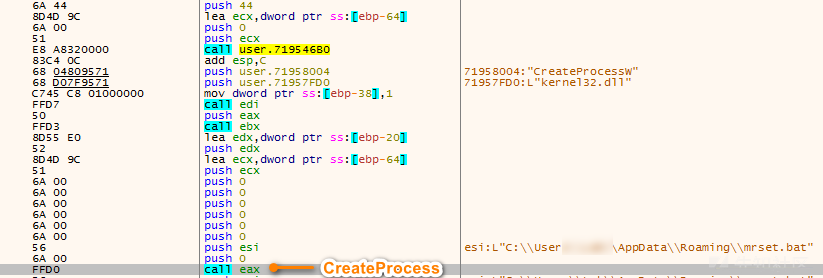 6A 44 push 44
8D4D 9C lea ecx,dword ptr ss:[ebp-64]
6A 00 push 0
51 push ecx
E8 A8320000 call user.719546B0
83C4 0C add esp,C
68 04809571 push user.71958004 71958004:"CreateProcessW"
68 D07F9571 push user.71957FD0 71957FD0:L"kernel32.dll"
C745 C8 01000000 mov dword ptr ss:[ebp-38],1
FFD7 call edi
50 push eax
FFD3 call ebx
8D55 E0 lea edx,dword ptr ss:[ebp-20]
52 push edx
8D4D 9C lea ecx,dword ptr ss:[ebp-64]
51 push ecx
6A 00 push 0
6A 00 push 0
6A 00 push 0
6A 00 push 0
6A 00 push 0
6A 00 push 0
56 push esi esi:L"C:\\User \AppData\\Roaming\\mrset.bat"
6A 00 push 0
FFD0 call eax CreateProcess